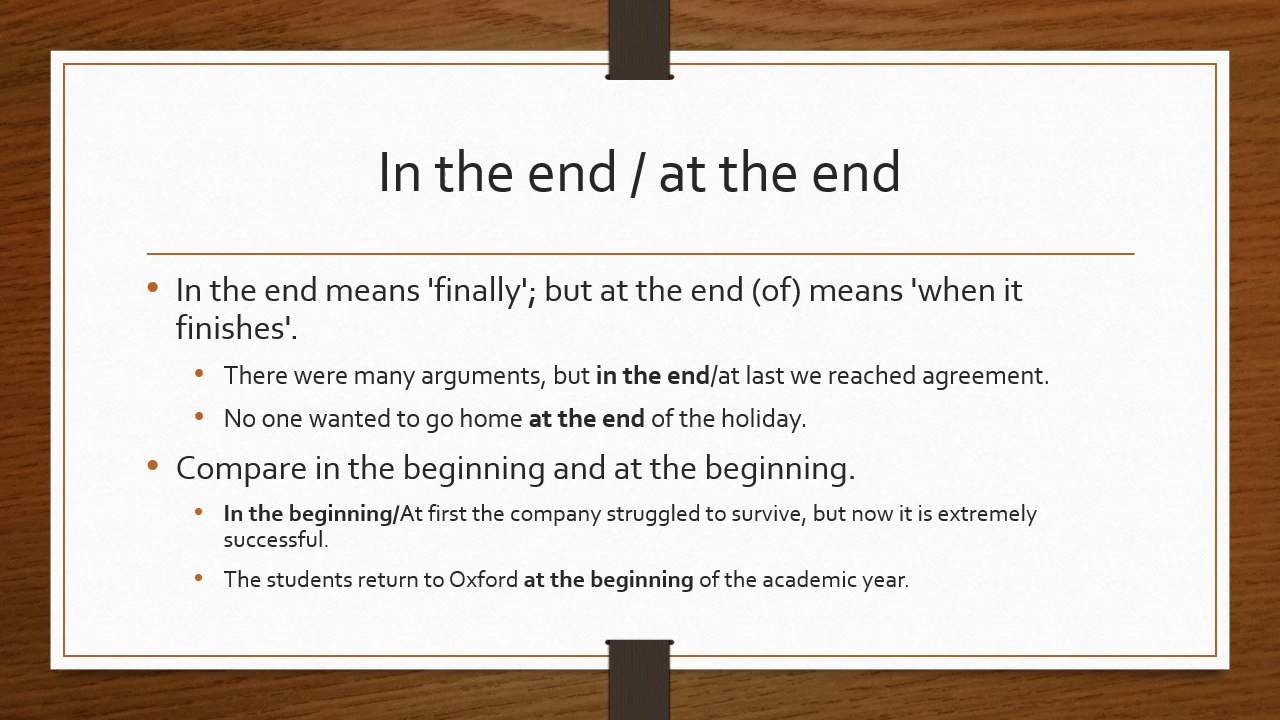 In the end / at the end
• In the end means 'finally'; but at the end (of) means 'when it
finishes'.
• There were many arguments, but in the end/at last we reached agreement.
• No one wanted to go home at the end of the holiday.
• Compare in the beginning and at the beginning.
• In the beginning/At first the company struggled to survive, but now it is extremely
successful.
• The students return to Oxford at the beginning of the academic year.